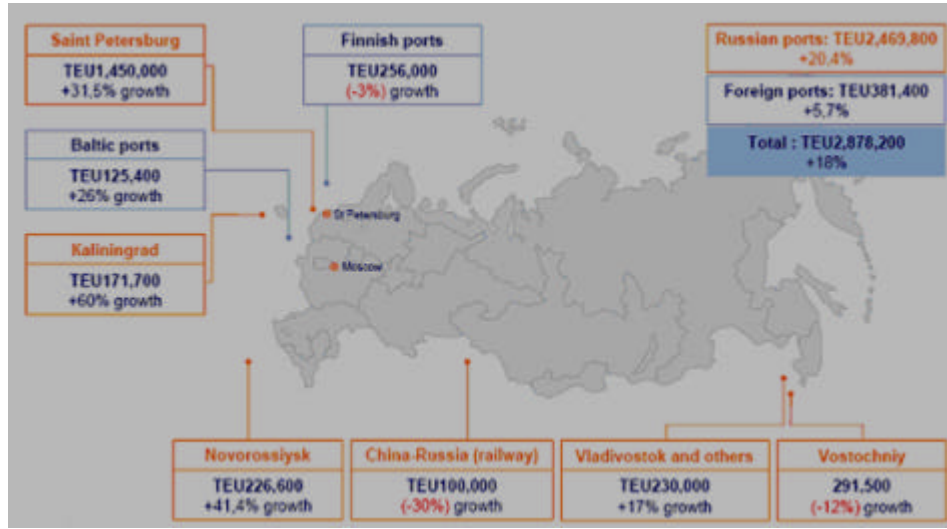 Saint Petersburg
TEU1,450,000
+31,5% growth
Finnish ports
TEU256,000
(-3%) growth
Russian ports: TEU2,469,800
+20,4%
Foreign ports: TEU381,400
+5,7%
Total : TEU2,878,200
+18%
Baltic ports
TEU125,400
+26% growth
Kaliningrad
TEU171,700
+60% growth
St Petersburg
Moscow
Novorossiysk
TEU226,600
+41,4% growth
China-Russia (railway)
TEU100,000
(-30%) growth
Vladivostok and others
TEU230,000
+17% growth
Vostochniy
291,500
(-12%) growth